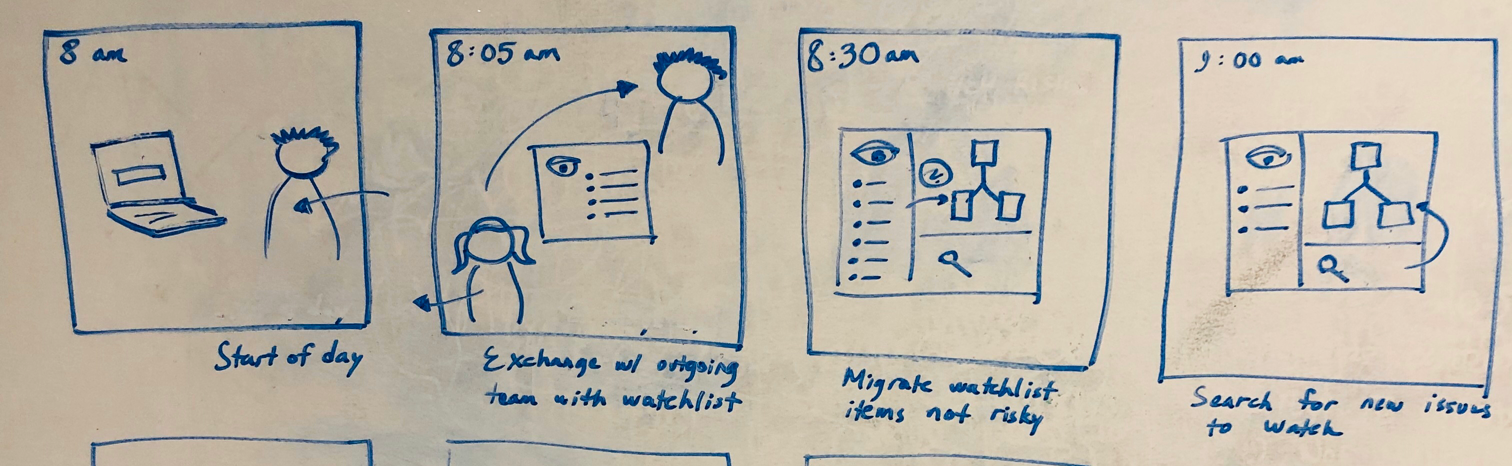 8 am
Start of day
8:05 am
Exchange w/ outgoing
team with watchlist
8:30 am
Migrate watchlist
items not risky
9:00 am
Search for new issues
to watch